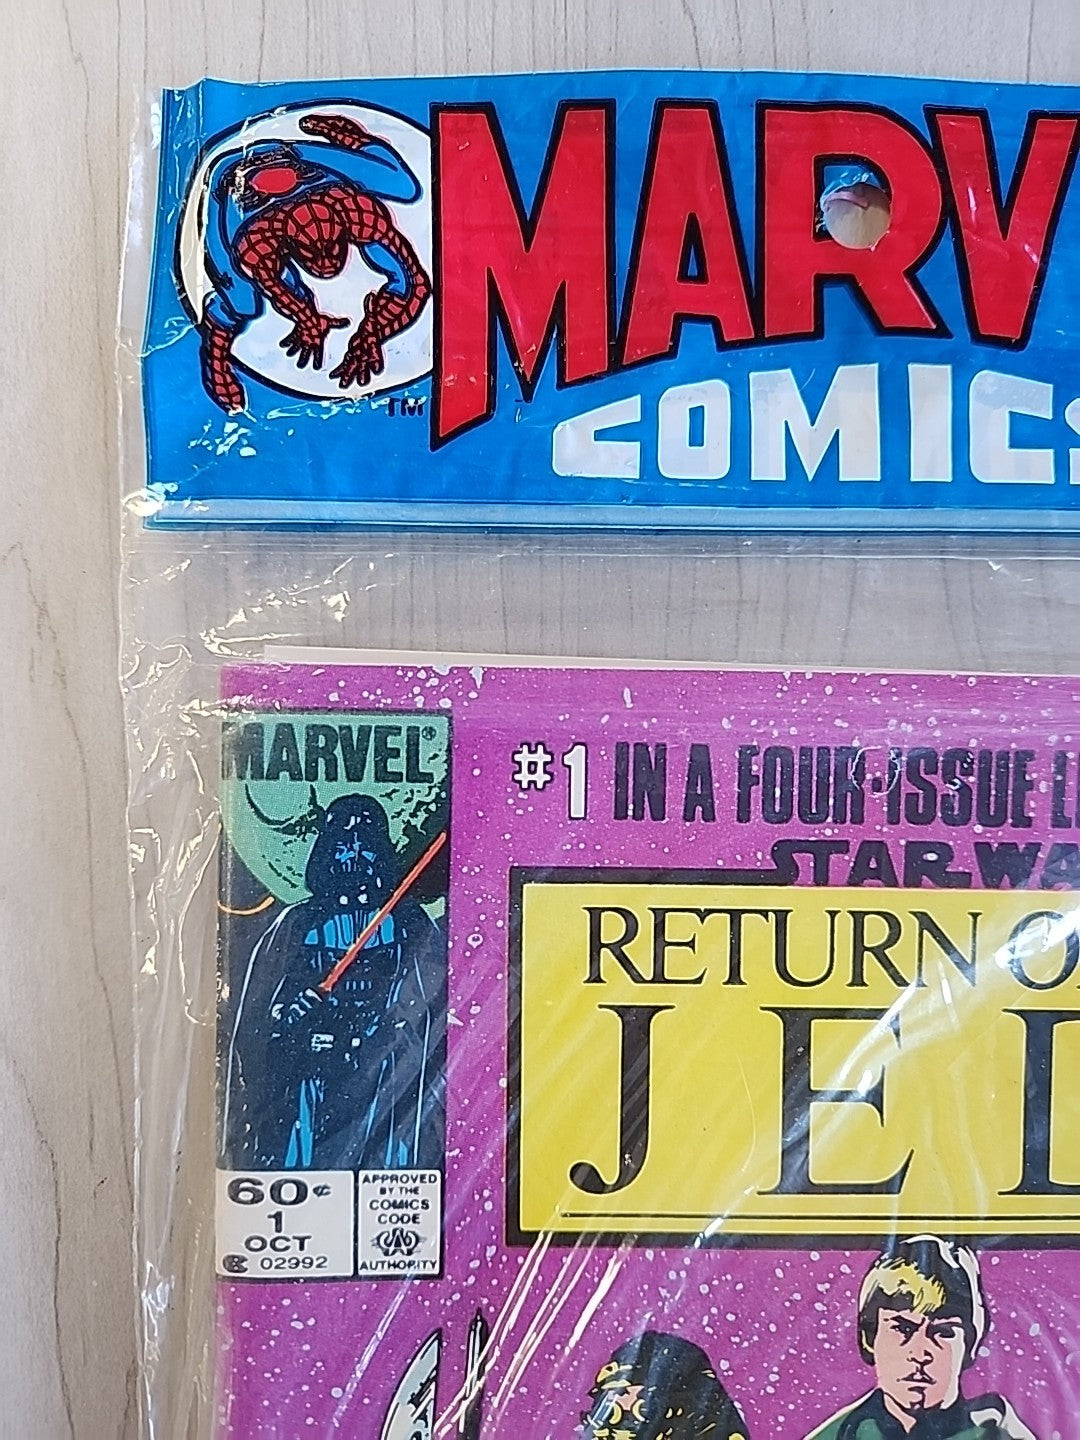 MARV
COMICS
TM
MARVEL®
#1 IN A FOUR-ISSUE L
STAR WA
RETURN O
JE
60¢
1
OCT
02992
APPROVED
BY THE
COMICS
CODE
AUTHORITY